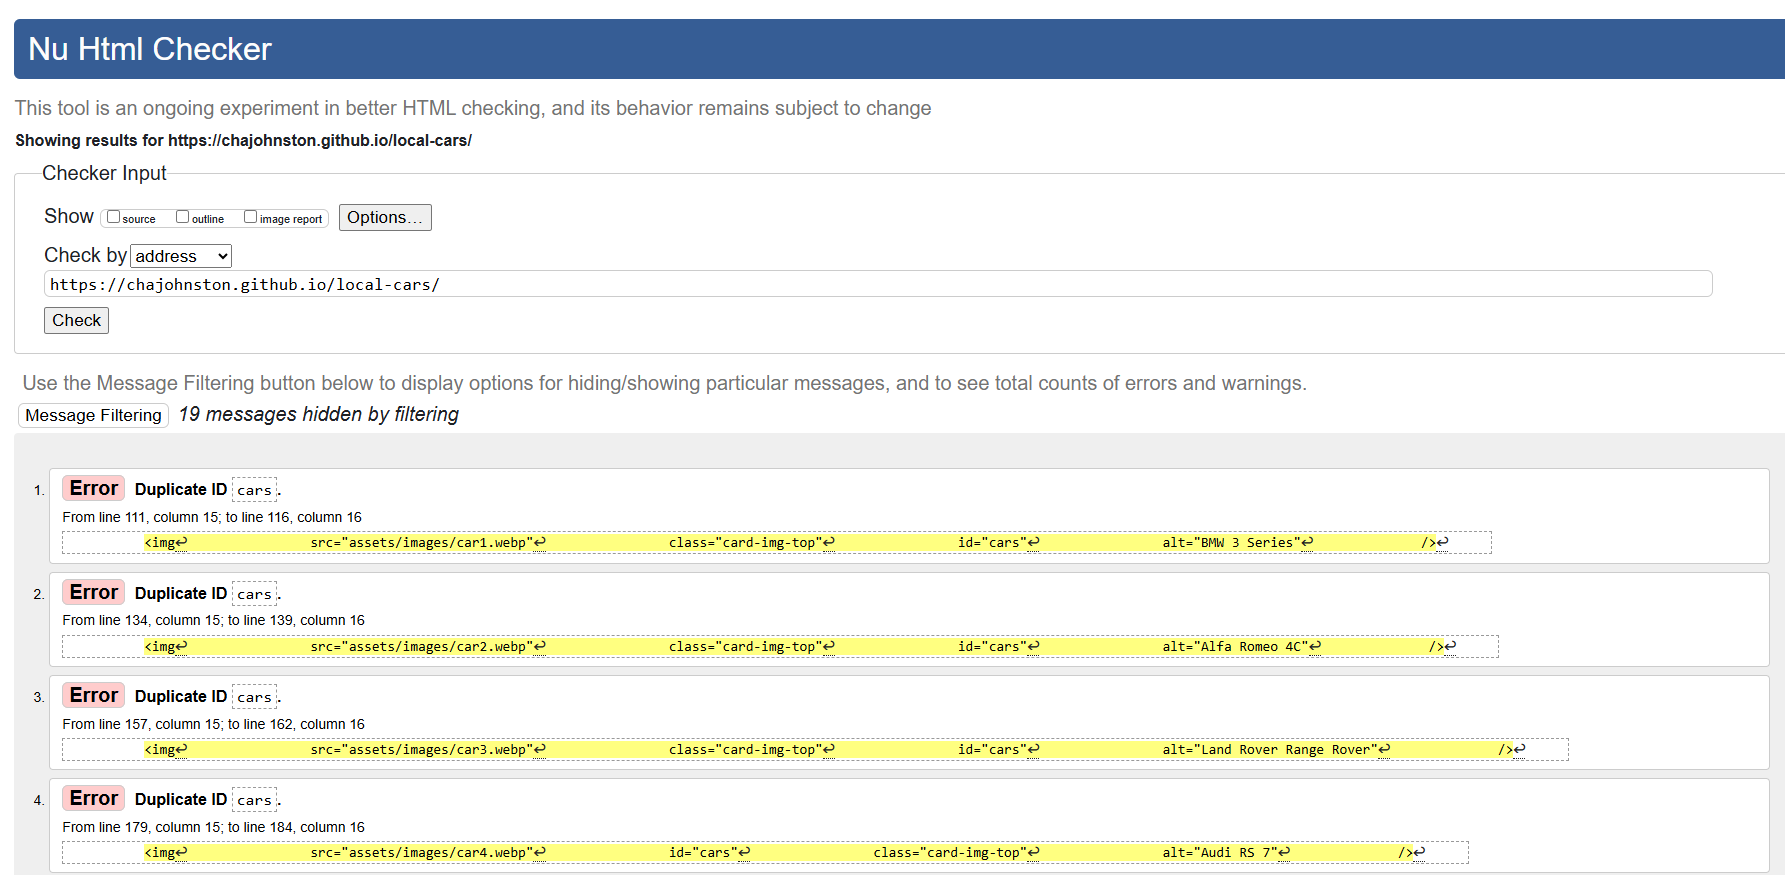 Nu Html Checker
This tool is an ongoing experiment in better HTML checking, and its behavior remains subject to change
Showing results for https://chajohnston.github.io/local-cars/
Checker Input
Show source outline image report Options...
Check by address
https://chajohnston.github.io/local-cars/
Check
Use the Message Filtering button below to display options for hiding/showing particular messages, and to see total counts of errors and warnings.
Message Filtering 19 messages hidden by filtering
1. Error Duplicate ID cars.
From line 111, column 15; to line 116, column 16
<img↩ src="assets/images/car1.webp"↩ class="card-img-top"↩ id="cars"↩ alt="BMW 3 Series"↩ />↩
2. Error Duplicate ID cars.
From line 134, column 15; to line 139, column 16
<img↩ src="assets/images/car2.webp"↩ class="card-img-top"↩ id="cars"↩ alt="Alfa Romeo 4C"↩ />↩
3. Error Duplicate ID cars.
From line 157, column 15; to line 162, column 16
<img↩ src="assets/images/car3.webp"↩ class="card-img-top"↩ id="cars"↩ alt="Land Rover Range Rover"↩ />↩
4. Error Duplicate ID cars.
From line 179, column 15; to line 184, column 16
<img↩ src="assets/images/car4.webp"↩ id="cars"↩ class="card-img-top"↩ alt="Audi RS 7"↩ />↩